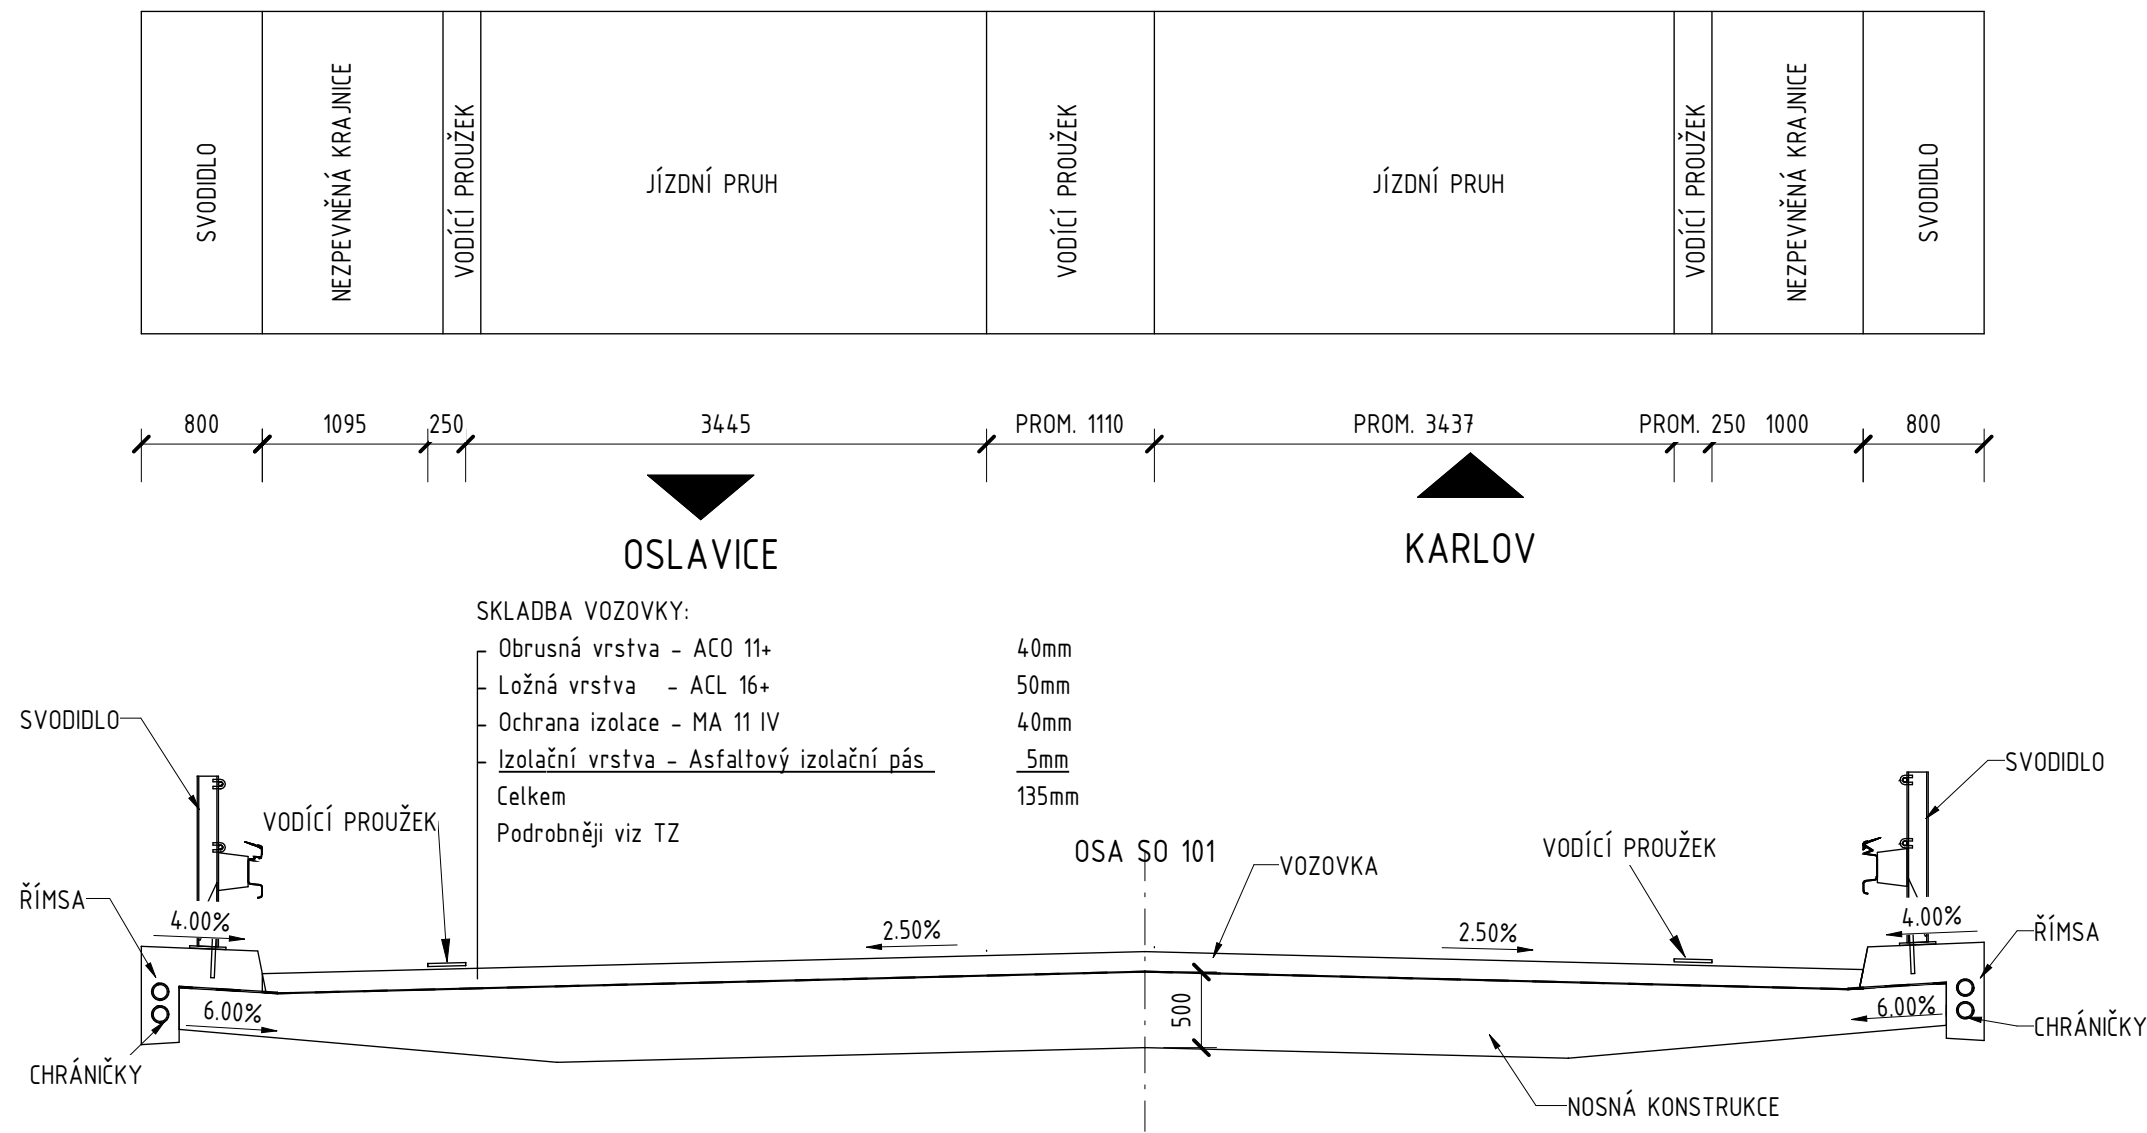 SVODIDLO
NEZPEVNĚNÁ KRAJNICE
VODÍCÍ PROUŽEK
JÍZDNÍ PRUH
VODÍCÍ PROUŽEK
JÍZDNÍ PRUH
VODÍCÍ PROUŽEK
NEZPEVNĚNÁ KRAJNICE
SVODIDLO
800 1095 250 3445 PROM. 1110 PROM. 3437 PROM. 250 1000 800
OSLAVICE
KARLOV
SKLADBA VOZOVKY:
Obrusná vrstva - ACO 11+ 40mm
Ložná vrstva - ACL 16+ 50mm
Ochrana izolace - MA 11 IV 40mm
Izolační vrstva - Asfaltový izolační pás 5mm
Celkem 135mm
Podrobněji viz TZ
SVODIDLO
SVODIDLO
VODÍCÍ PROUŽEK
OSA SO 101
VOZOVKA
VODÍCÍ PROUŽEK
ŘÍMSA
4.00%
2.50%
2.50%
4.00%
ŘÍMSA
6.00%
500
6.00%
CHRÁNIČKY
CHRÁNIČKY
NOSNÁ KONSTRUKCE